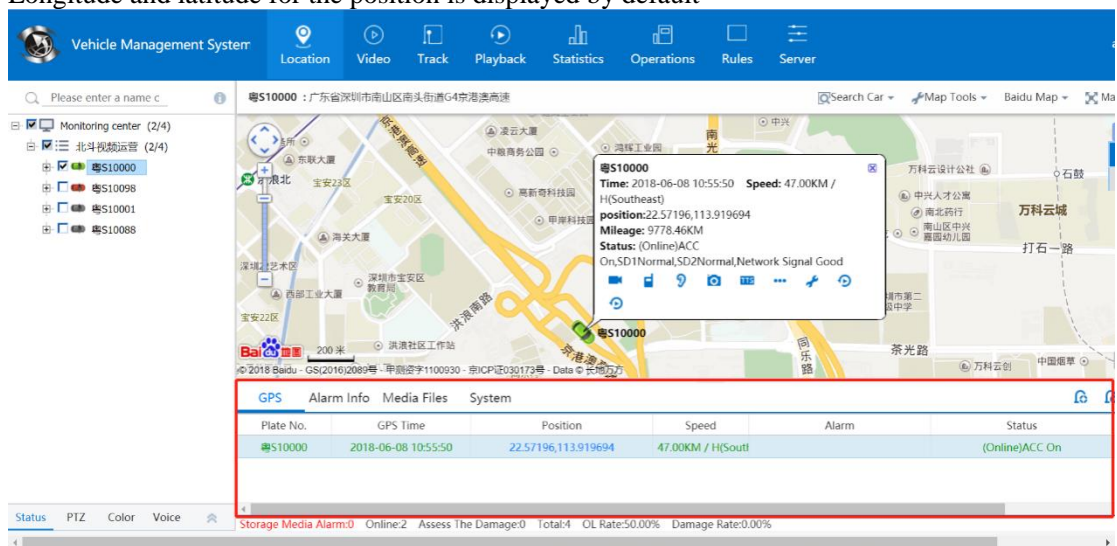 Longitude and latitude for the position is displayed by default
Vehicle Management System
Location Video Track Playback Statistics Operations Rules Server
Please enter a name c
粤S10000 : 广东省深圳市南山区南头街道G4京港澳高速
Search Car Map Tools Baidu Map Ma
Monitoring center (2/4)
北斗视频运营 (2/4)
粤S10000
粤S10098
粤S10001
粤S10088
凌云大厦
中粮商务公园
鸿辉工业园
中兴
南光
东联大厦
宝安23区
宝安20区
高新奇科技园
甲岸科技园
海关大厦
深圳市宝安区教育局
西部工业大厦
宝安22区
洪浪社区工作站
洪浪南路
200 米
万科云设计公社
石鼓
中兴人才公寓
南北药行
万科云城
南山区中兴嘉园幼儿园
打石一路
同乐路
茶光路
万科云创
中国烟草
粤S10000
Time: 2018-06-08 10:55:50 Speed: 47.00KM /
H(Southeast)
position:22.57196,113.919694
Mileage: 9778.46KM
Status: (Online)ACC
On,SD1Normal,SD2Normal,Network Signal Good
粤S10000
Bai 地图
© 2018 Baidu - GS(2016)2089号 - 甲测资字1100930 - 京ICP证030173号 - Data © 长地万方
GPS Alarm Info Media Files System
Plate No. GPS Time Position Speed Alarm Status
粤S10000 2018-06-08 10:55:50 22.57196,113.919694 47.00KM / H(Soutl (Online)ACC On
Status PTZ Color Voice
Storage Media Alarm:0 Online:2 Assess The Damage:0 Total:4 OL Rate:50.00% Damage Rate:0.00%